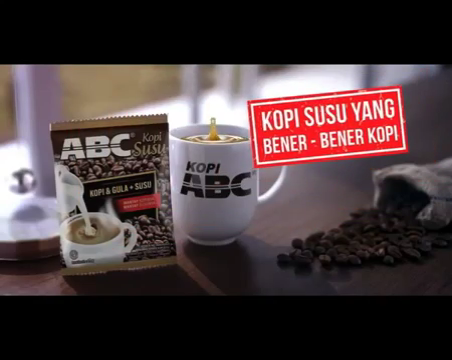 KOPI SUSU YANG
BENER - BENER KOPI
ABC Kopi
Susu
KOPI & GULA + SUSU
KOPI
ABC